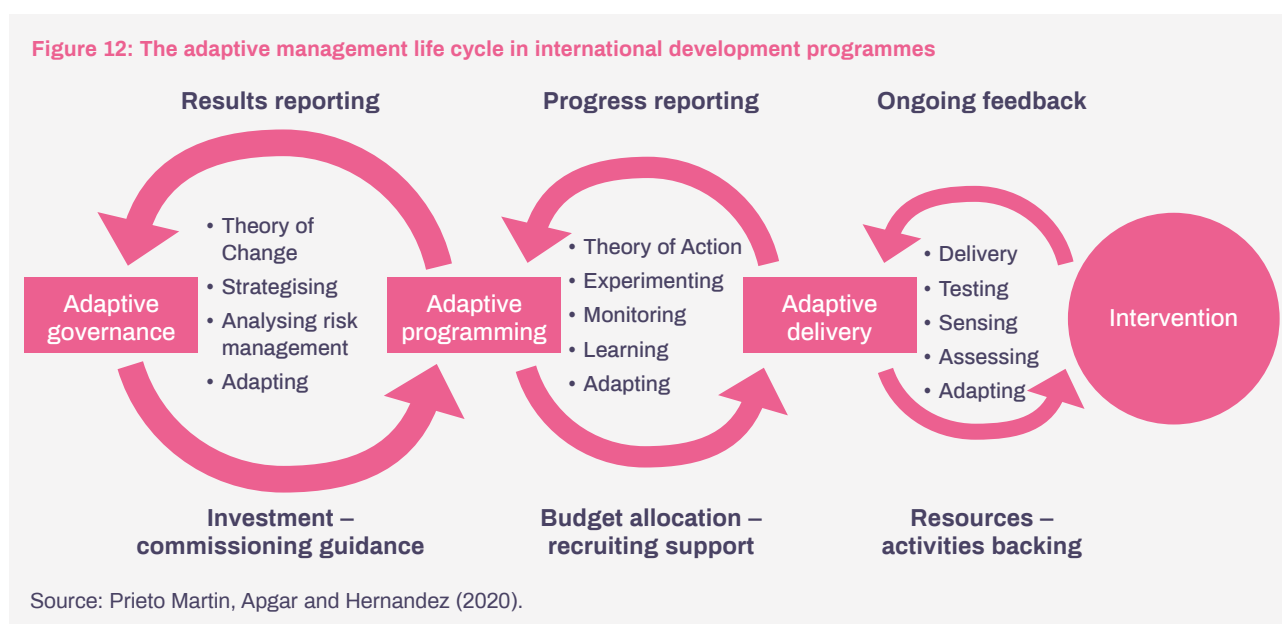 Figure 12: The adaptive management life cycle in international development programmes
Results reporting
Progress reporting
Ongoing feedback
Adaptive
governance
• Theory of
Change
• Strategising
• Analysing risk
management
• Adapting
Adaptive
programming
• Theory of Action
• Experimenting
• Monitoring
• Learning
• Adapting
Adaptive
delivery
• Delivery
• Testing
• Sensing
• Assessing
• Adapting
Intervention
Investment –
commissioning guidance
Budget allocation –
recruiting support
Resources –
activities backing
Source: Prieto Martin, Apgar and Hernandez (2020).